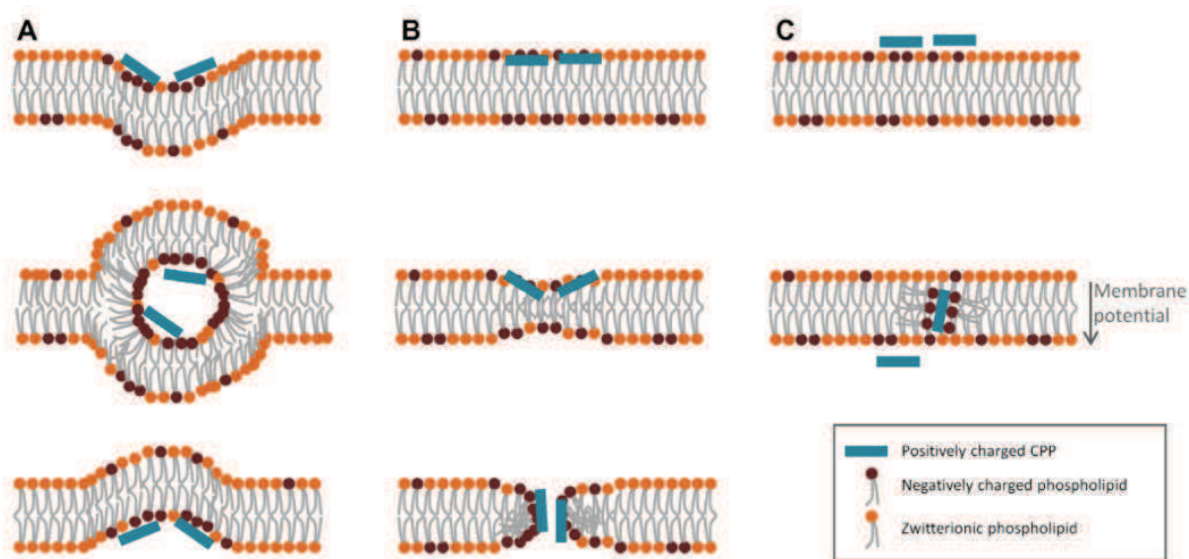 A
B
C
Membrane
potential
Positively charged CPP
Negatively charged phospholipid
Zwitterionic phospholipid